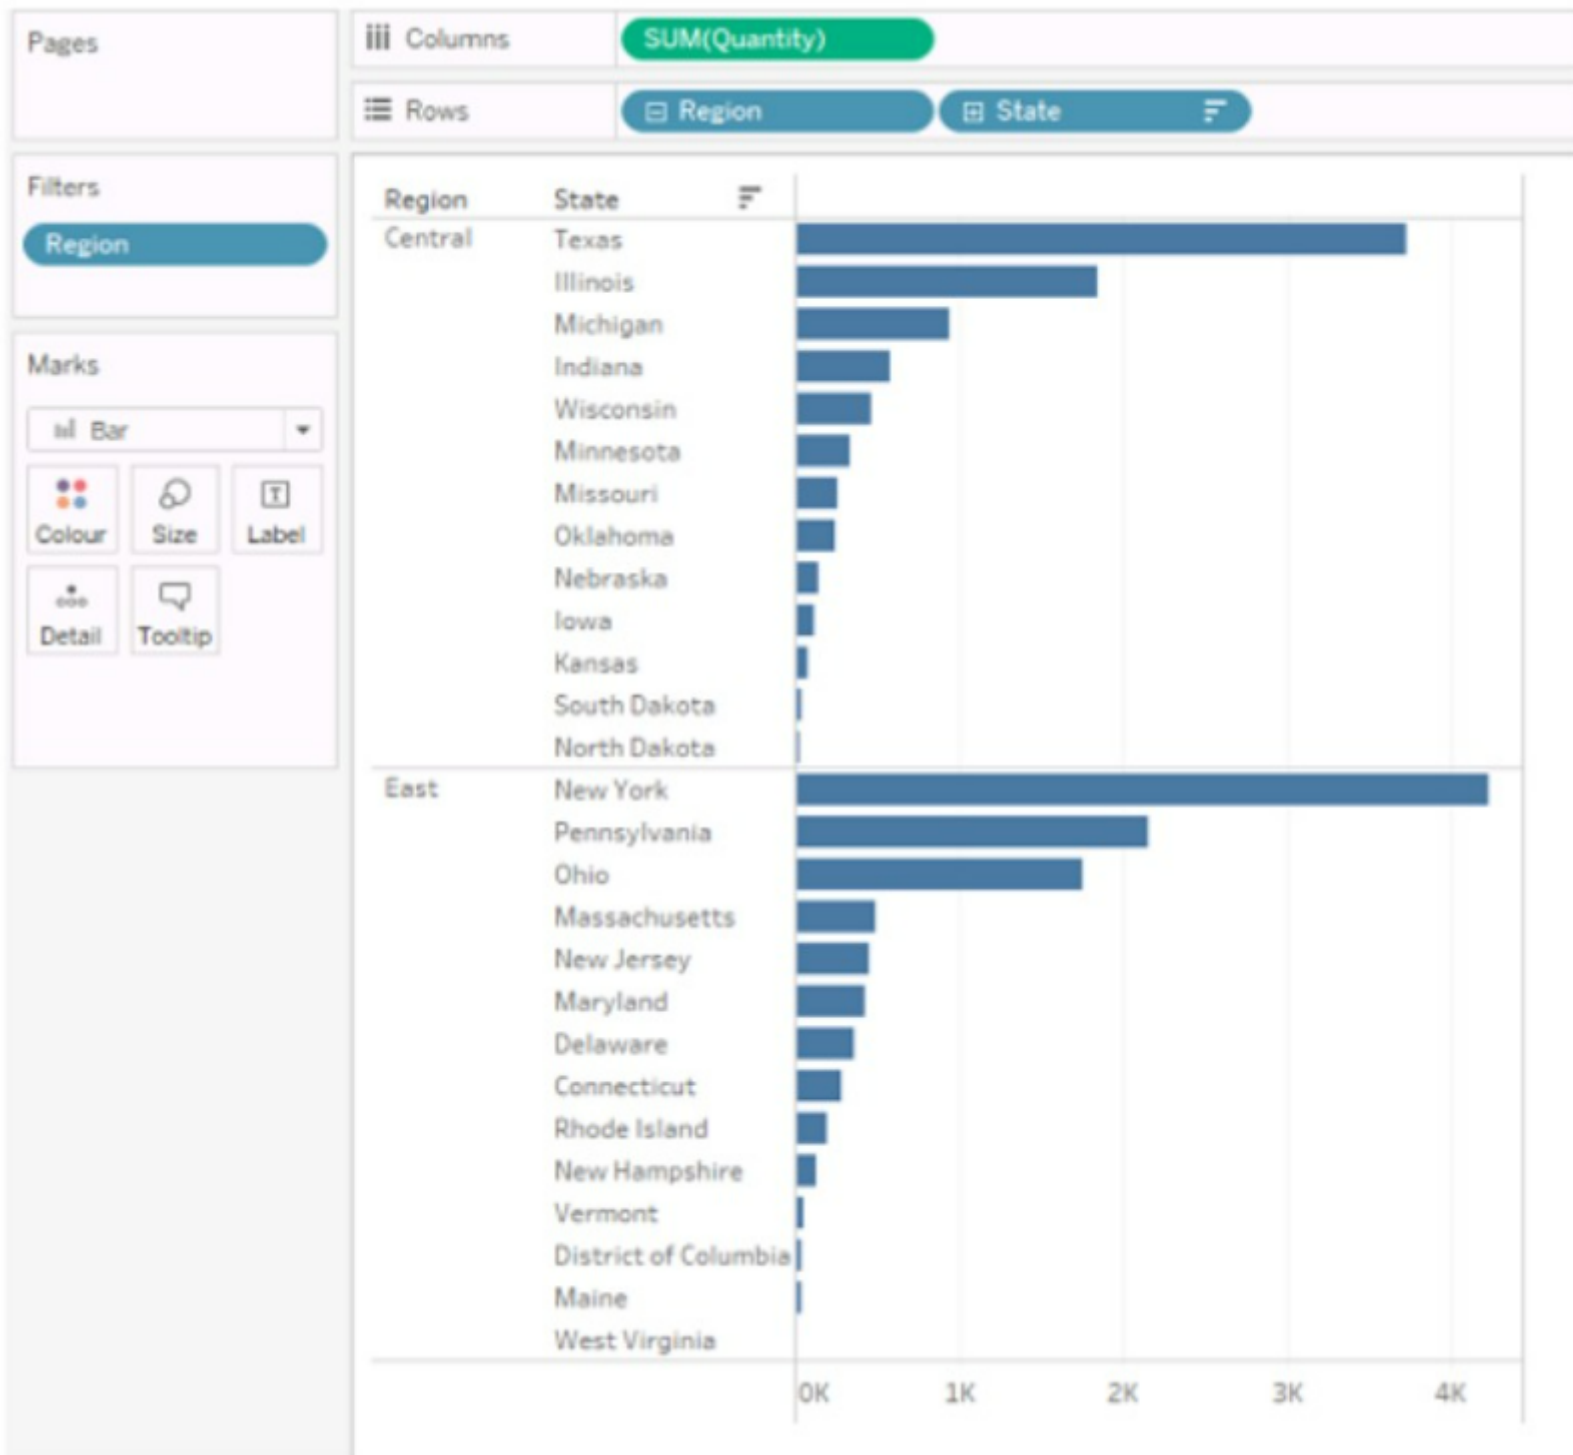 Pages
Columns SUM(Quantity)
Rows Region State
Filters
Region
Marks
Bar
Colour Size Label
Detail Tooltip
Region State
Central Texas
Illinois
Michigan
Indiana
Wisconsin
Minnesota
Missouri
Oklahoma
Nebraska
Iowa
Kansas
South Dakota
North Dakota
East New York
Pennsylvania
Ohio
Massachusetts
New Jersey
Maryland
Delaware
Connecticut
Rhode Island
New Hampshire
Vermont
District of Columbia
Maine
West Virginia
0K 1K 2K 3K 4K